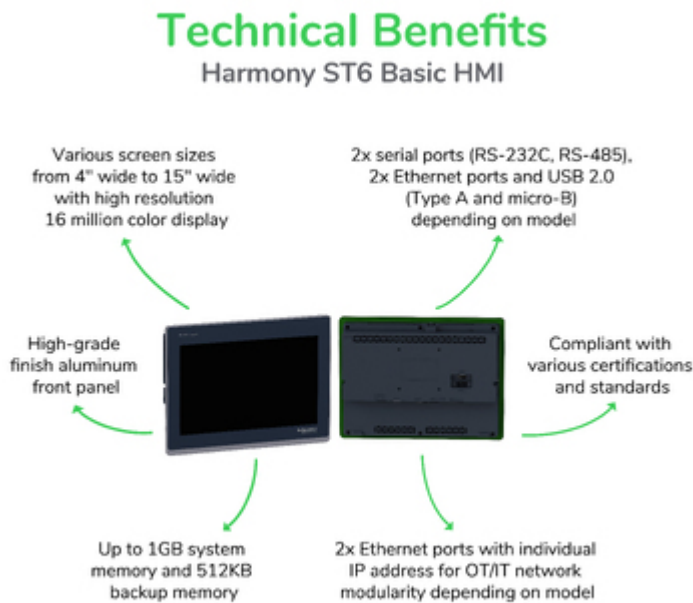 Technical Benefits
Harmony ST6 Basic HMI
Various screen sizes
from 4" wide to 15" wide
with high resolution
16 million color display
2x serial ports (RS-232C, RS-485),
2x Ethernet ports and USB 2.0
(Type A and micro-B)
depending on model
High-grade
finish aluminum
front panel
Compliant with
various certifications
and standards
Up to 1GB system
memory and 512KB
backup memory
2x Ethernet ports with individual
IP address for OT/IT network
modularity depending on model